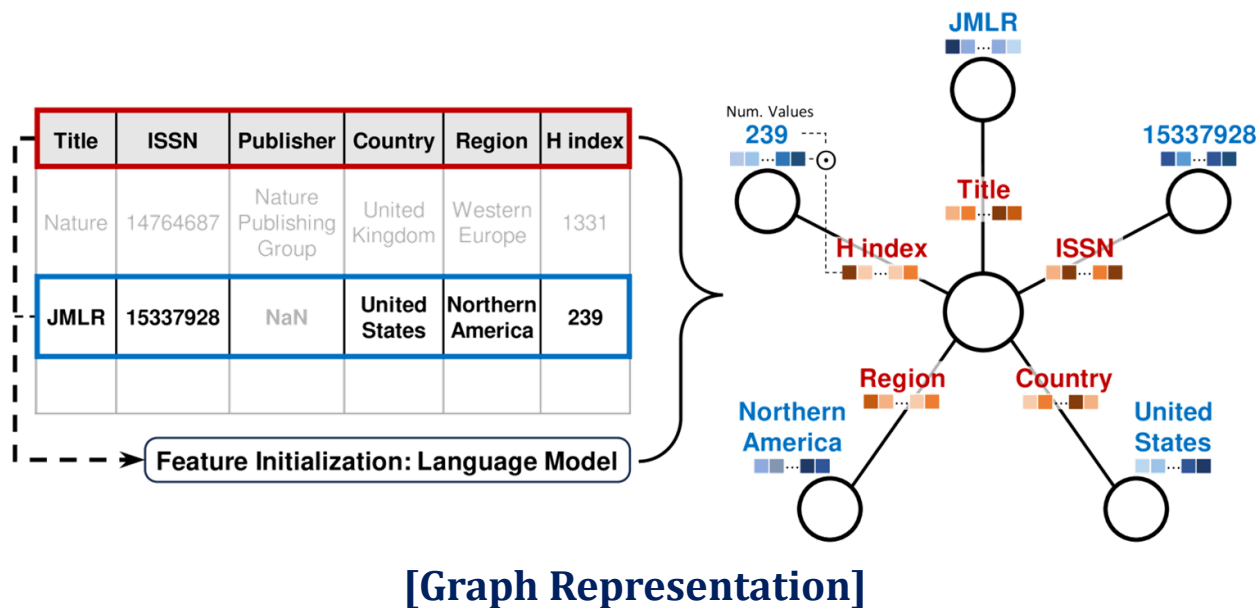 Title ISSN Publisher Country Region H index
Nature 14764687 Nature Publishing Group United Kingdom Western Europe 1331
JMLR 15337928 NaN United States Northern America 239
Feature Initialization: Language Model
JMLR
Num. Values
239
15337928
Title
H index
ISSN
Region
Country
Northern
America
United
States
[Graph Representation]